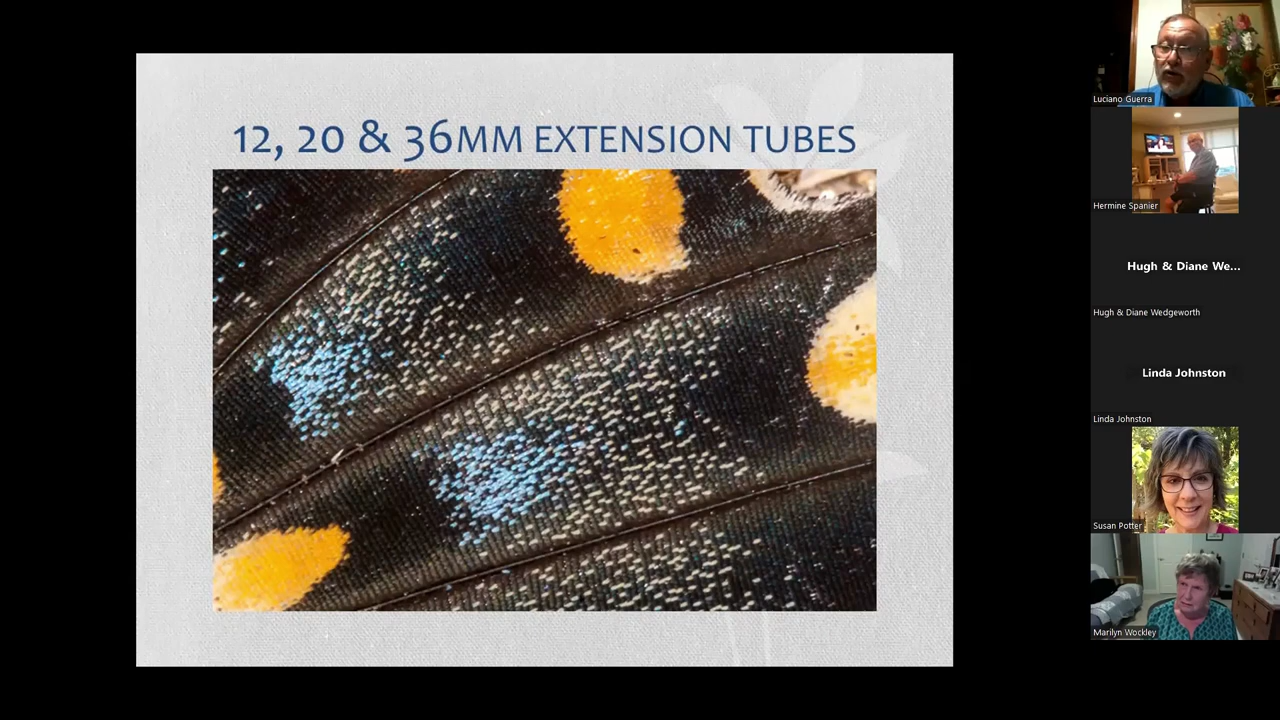 12, 20 & 36MM EXTENSION TUBES
Luciano Guerra
Hermine Spanier
Hugh & Diane We...
Hugh & Diane Wedgeworth
Linda Johnston
Linda Johnston
Susan Potter
Marilyn Wockley